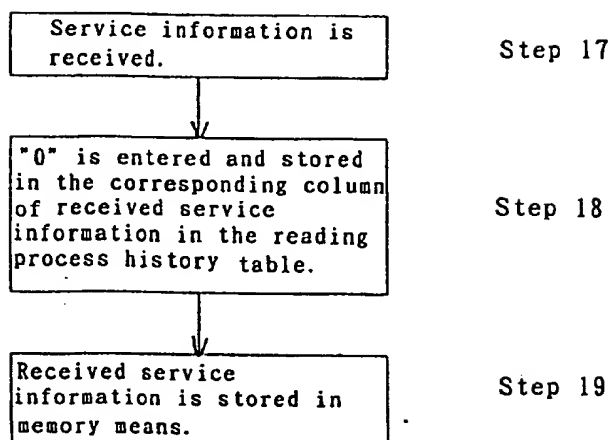 Service information is
received.
Step 17
"0" is entered and stored
in the corresponding column
of received service
information in the reading
process history table.
Step 18
Received service
information is stored in
memory means.
Step 19